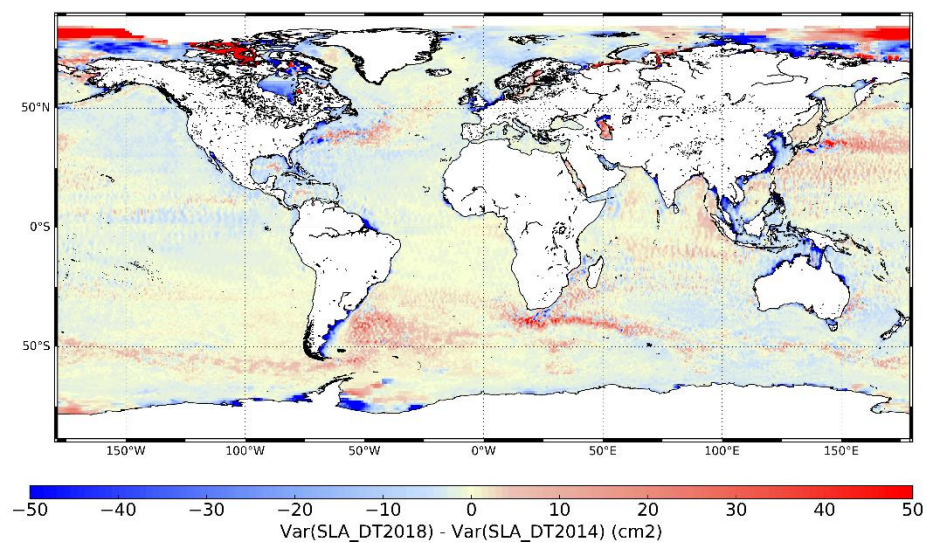 50°N
0°S
50°S
150°W 100°W 50°W 0°E 50°E 100°E 150°E
−50 −40 −30 −20 −10 0 10 20 30 40 50
Var(SLA_DT2018) - Var(SLA_DT2014) (cm2)